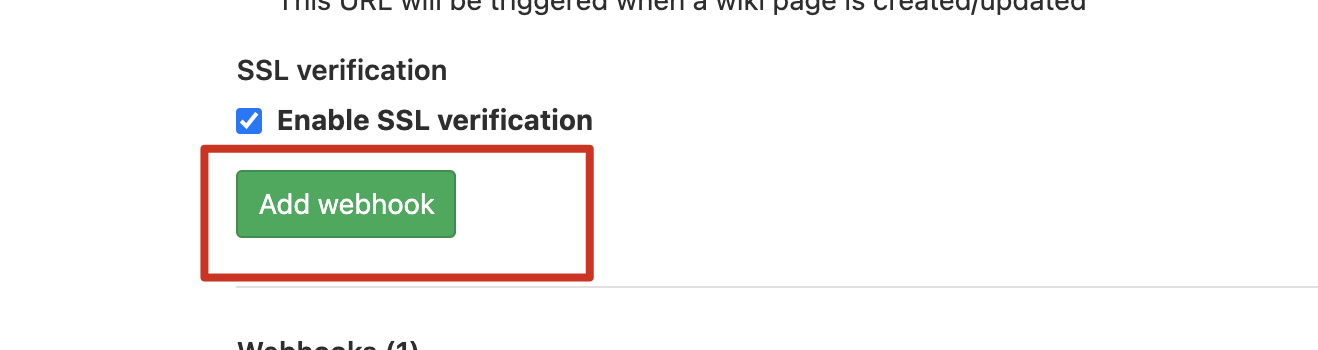 This URL will be triggered when a wiki page is created/updated
SSL verification
Enable SSL verification
Add webhook
Webhooks (1)